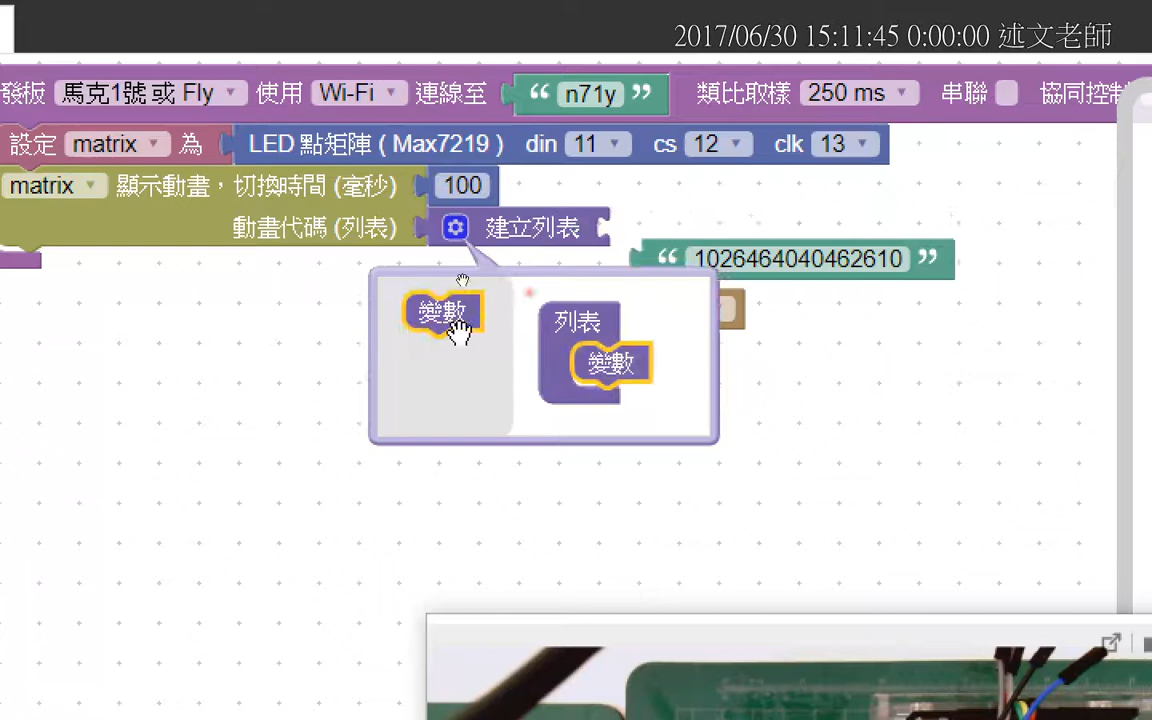 2017/06/30 15:11:45 0:00:00 述文老師
發板 馬克1號 或 Fly 使用 Wi-Fi 連線至 “ n71y ” 類比取樣 250 ms 串聯 協同控制
設定 matrix 為 LED 點矩陣 ( Max7219 ) din 11 cs 12 clk 13
matrix 顯示動畫，切換時間 (毫秒) 100
動畫代碼 (列表) 建立列表
“ 1026464040462610 ”
變數
列表
變數